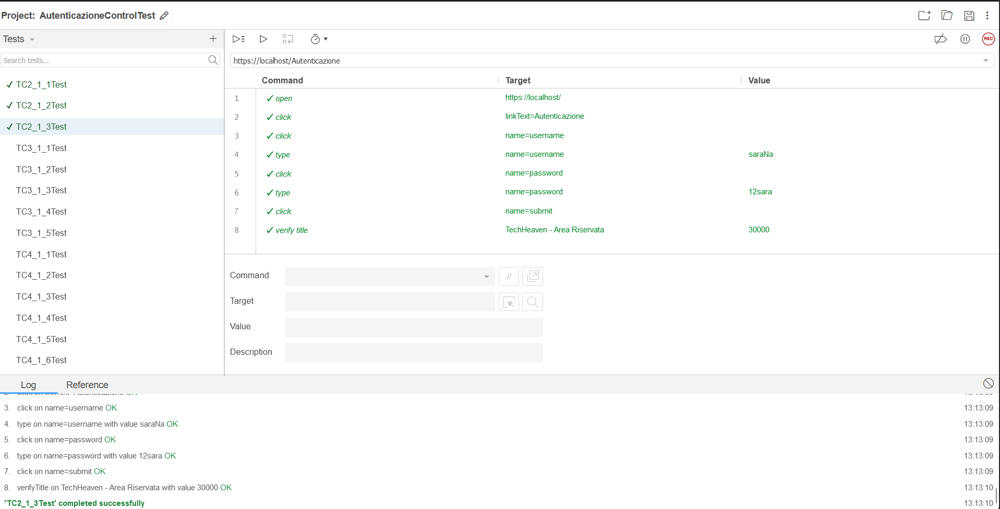 Project: AutenticazioneControlTest
Tests
Search tests...
TC2_1_1Test
TC2_1_2Test
TC2_1_3Test
TC3_1_1Test
TC3_1_2Test
TC3_1_3Test
TC3_1_4Test
TC3_1_5Test
TC4_1_1Test
TC4_1_2Test
TC4_1_3Test
TC4_1_4Test
TC4_1_5Test
TC4_1_6Test
REC
https://localhost/Autenticazione
Command Target Value
1 open https://localhost/
2 click linkText=Autenticazione
3 click name=username
4 type name=username saraNa
5 click name=password
6 type name=password 12sara
7 click name=submit
8 verify title TechHeaven - Area Riservata 30000
Command //
Target
Value
Description
Log Reference
3. click on name=username OK 13:13:09
4. type on name=username with value saraNa OK 13:13:09
5. click on name=password OK 13:13:09
6. type on name=password with value 12sara OK 13:13:09
7. click on name=submit OK 13:13:09
8. verifyTitle on TechHeaven - Area Riservata with value 30000 OK 13:13:10
'TC2_1_3Test' completed successfully 13:13:10